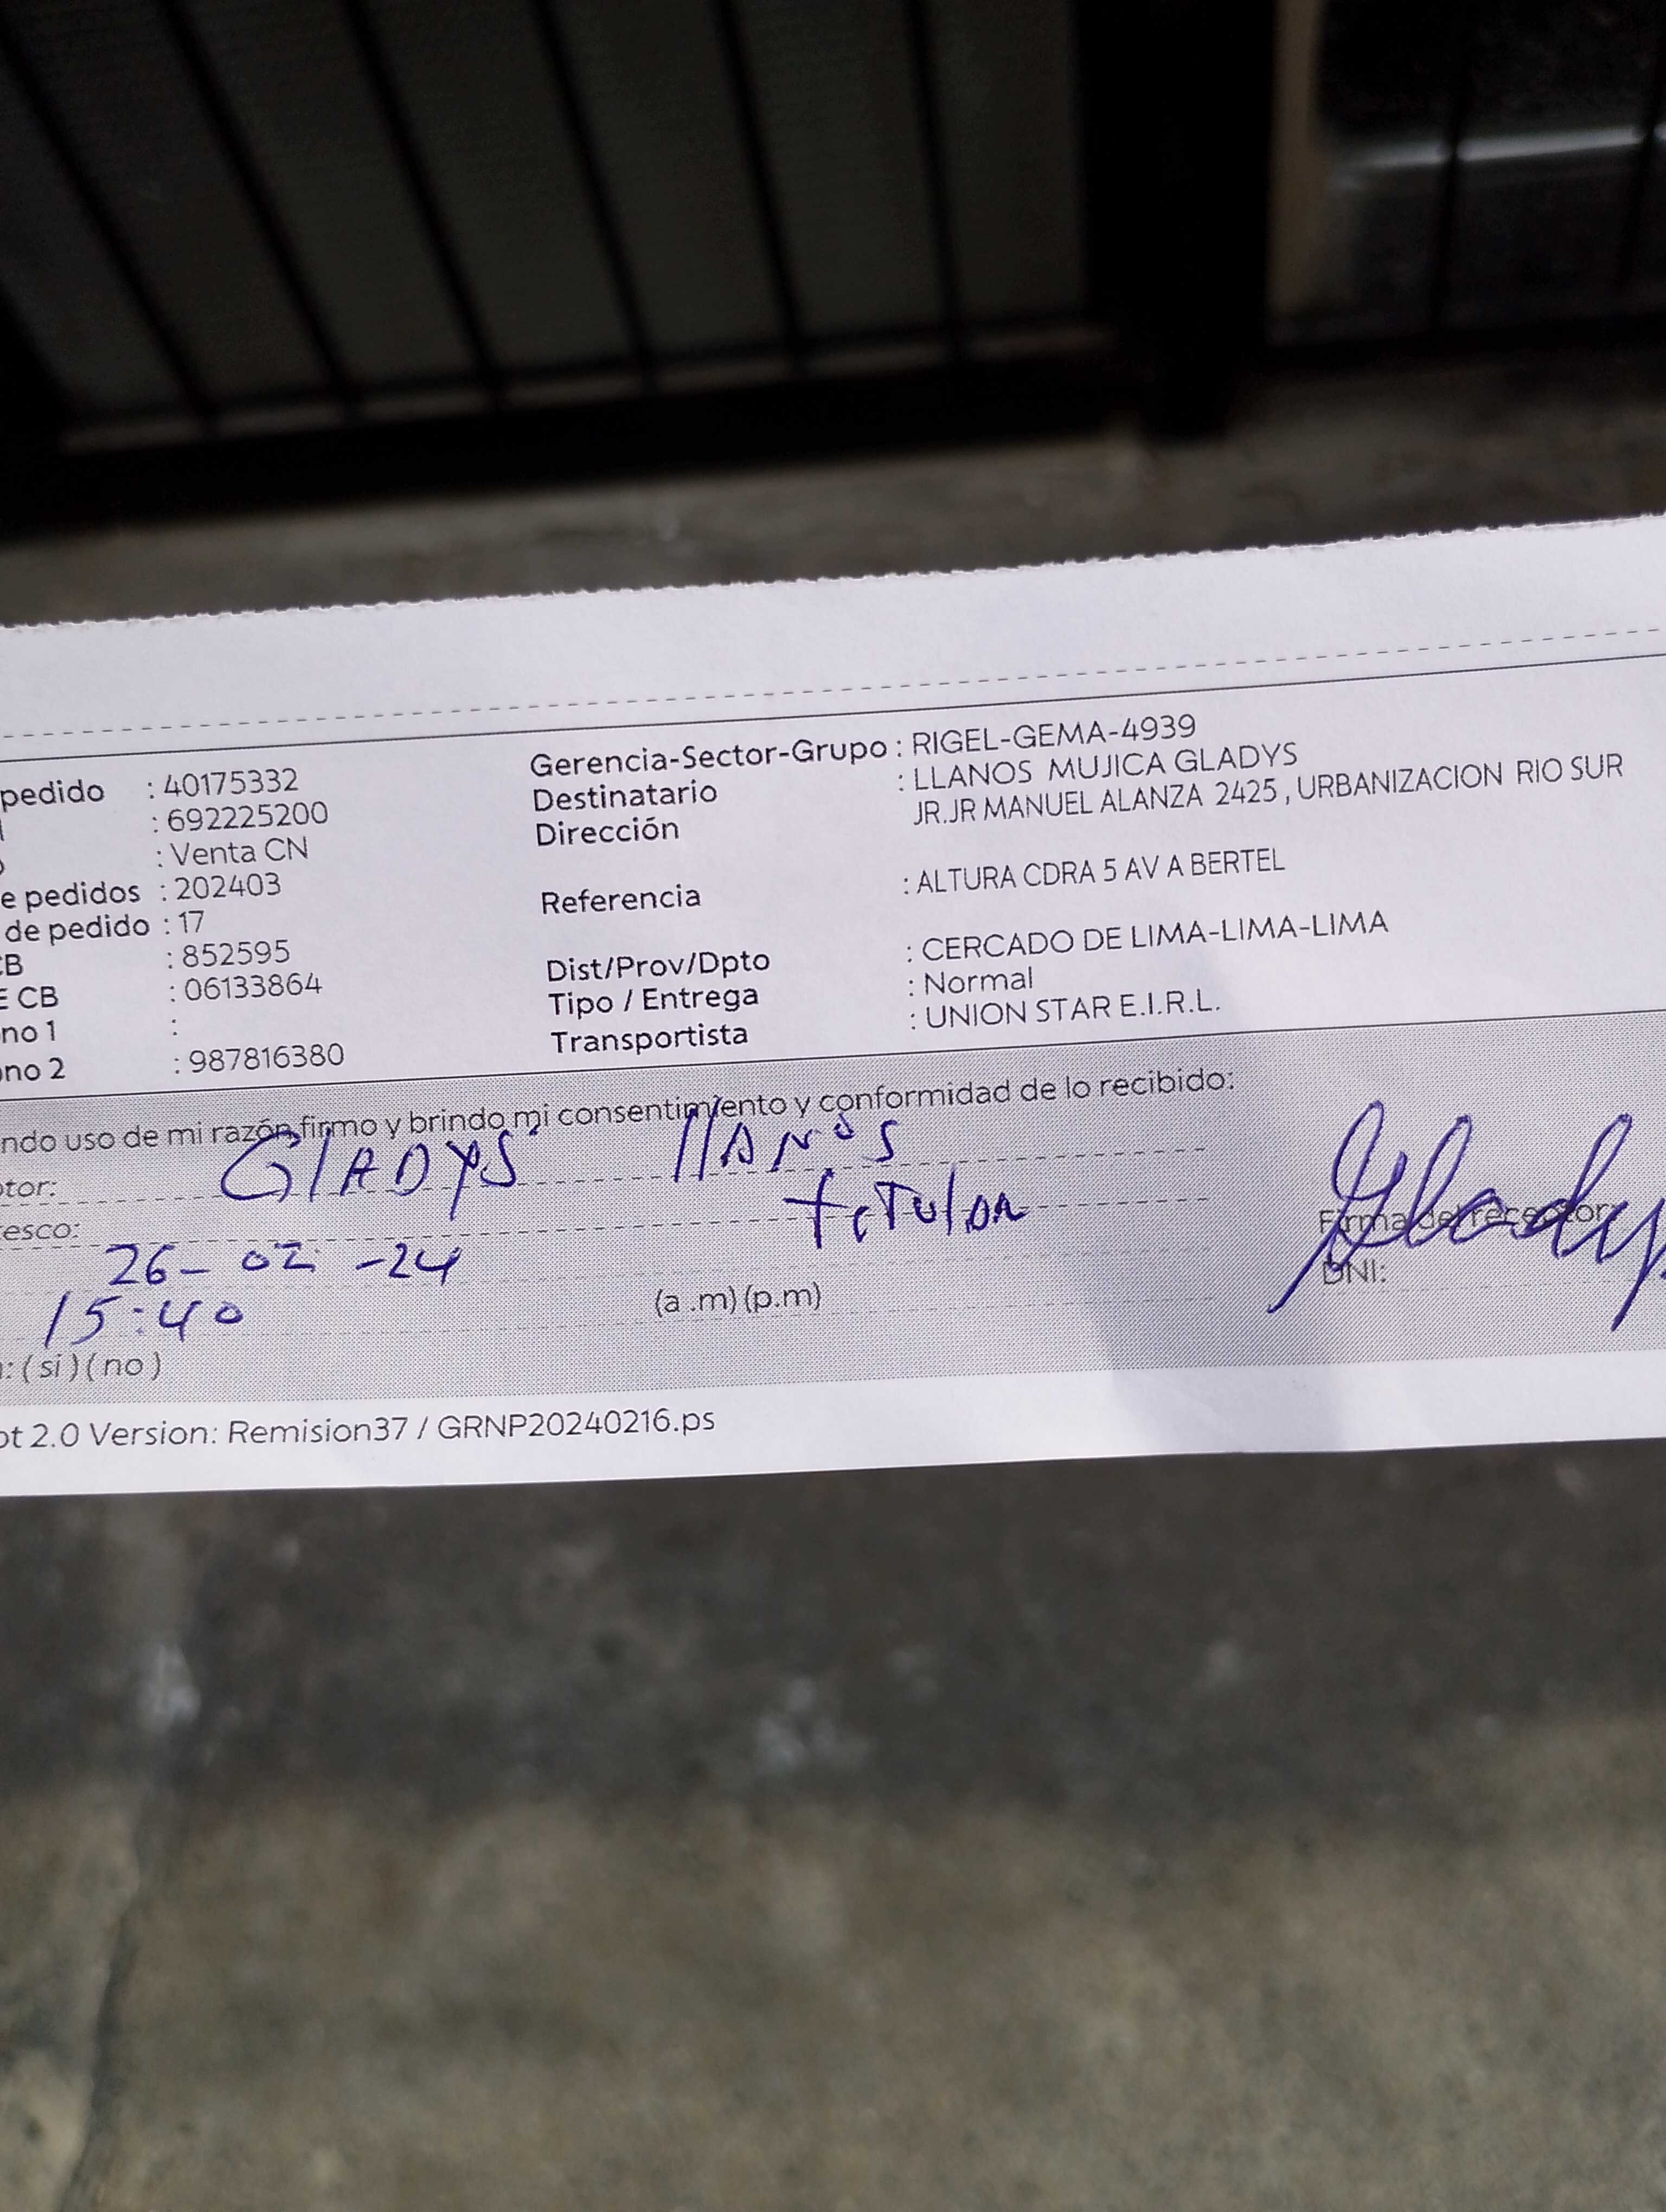 pedido : 40175332
: 692225200
: Venta CN
e pedidos : 202403
de pedido : 17
CB : 852595
E CB : 06133864
no 1 :
no 2 : 987816380
Gerencia-Sector-Grupo : RIGEL-GEMA-4939
Destinatario : LLANOS MUJICA GLADYS
Dirección JR.JR MANUEL ALANZA 2425 , URBANIZACION RIO SUR
Referencia : ALTURA CDRA 5 AV A BERTEL
Dist/Prov/Dpto : CERCADO DE LIMA-LIMA-LIMA
Tipo / Entrega : Normal
Transportista : UNION STAR E.I.R.L.
ndo uso de mi razón firmo y brindo mi consentimiento y conformidad de lo recibido:
tor: GlADYS llANOS
esco: titular
26-02-24
15:40 (a .m) (p.m)
: ( si ) ( no )
Gladys
Firma del receptor
DNI:
ot 2.0 Version: Remision37 / GRNP20240216.ps